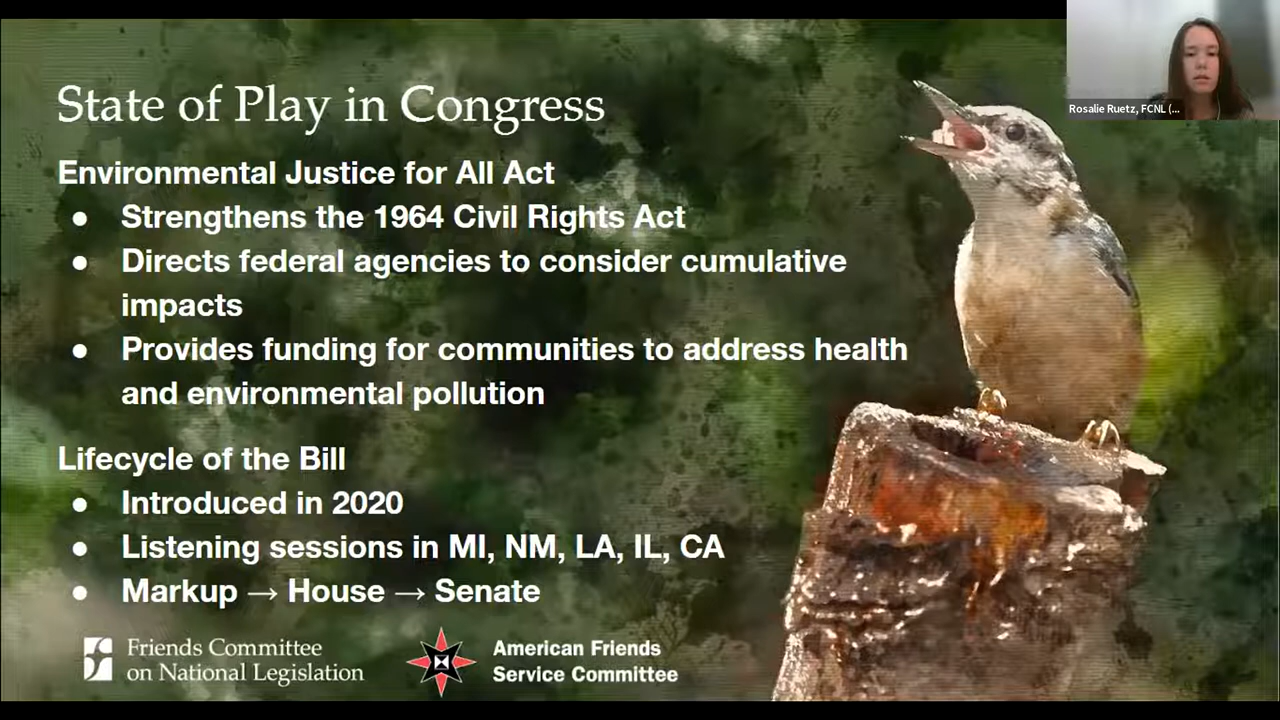 State of Play in Congress
Environmental Justice for All Act
● Strengthens the 1964 Civil Rights Act
● Directs federal agencies to consider cumulative
impacts
● Provides funding for communities to address health
and environmental pollution
Lifecycle of the Bill
● Introduced in 2020
● Listening sessions in MI, NM, LA, IL, CA
● Markup → House → Senate
Friends Committee
on National Legislation
American Friends
Service Committee
Rosalie Ruetz, FCNL (...